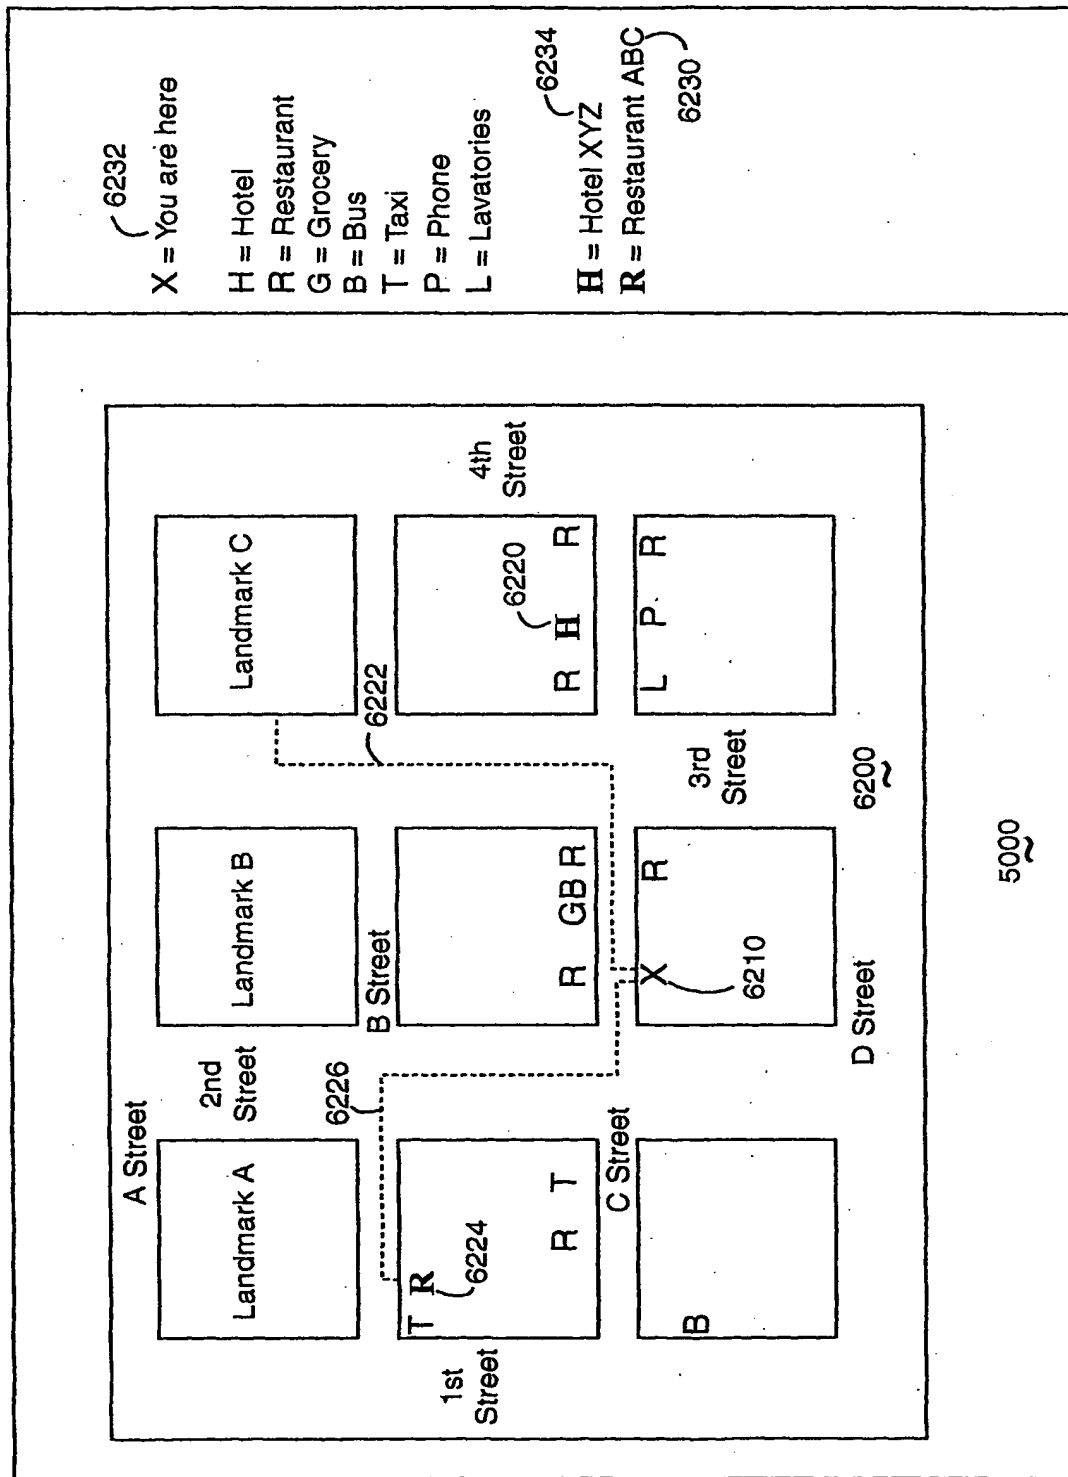 A Street
2nd
Street
Landmark A
Landmark B
Landmark C
6226
B Street
6222
T R
6224
1st
Street
R T
R GB R
6220
R H R
4th
Street
C Street
B
X R
6210
L P R
3rd
Street
D Street
6200
6232
X = You are here
H = Hotel
R = Restaurant
G = Grocery
B = Bus
T = Taxi
P = Phone
L = Lavatories
6234
H = Hotel XYZ
R = Restaurant ABC
6230
5000